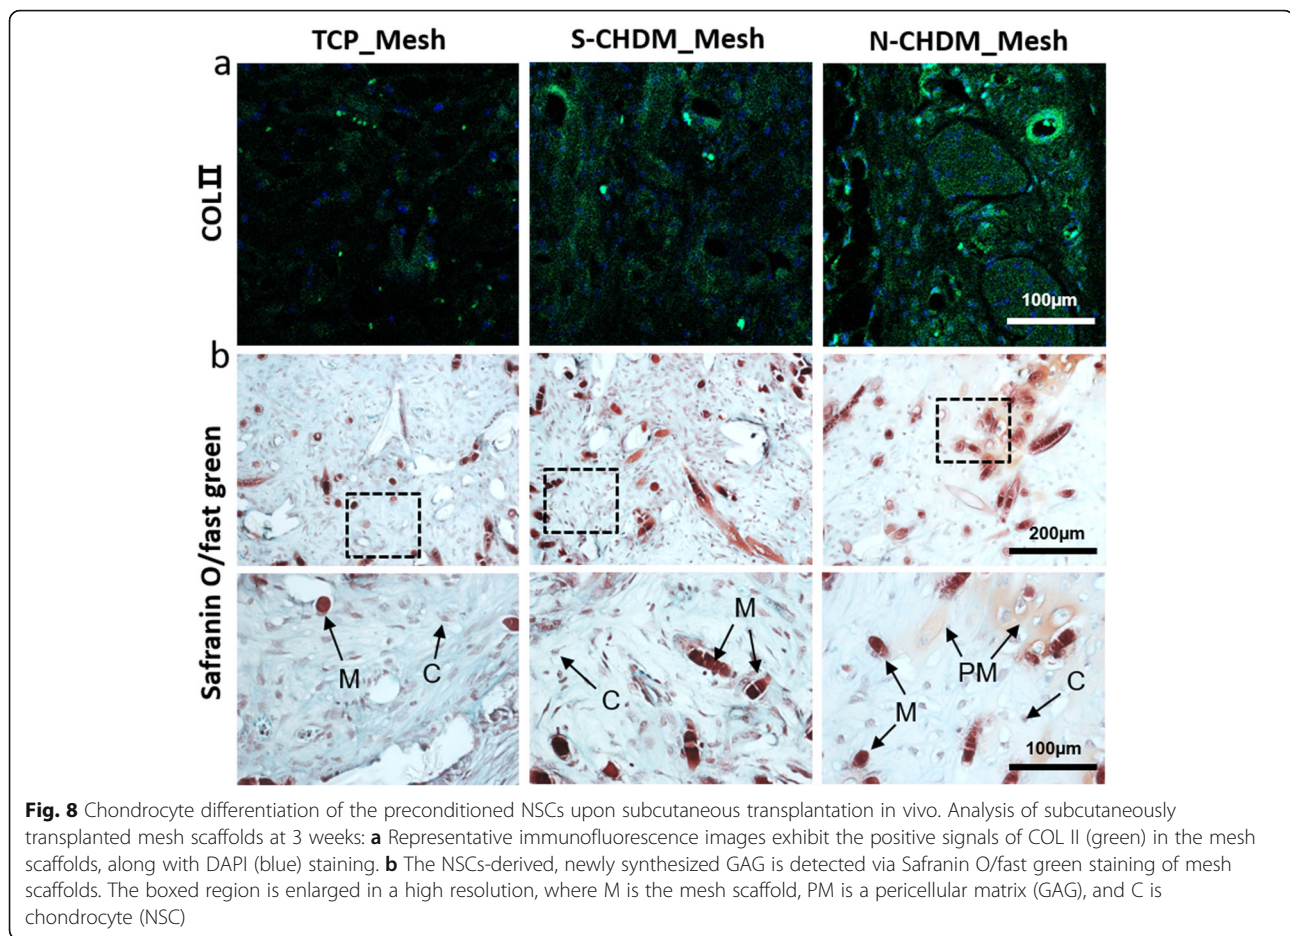 TCP_Mesh S-CHDM_Mesh N-CHDM_Mesh
a
COLⅡ
100µm
b
Safranin O/fast green
200µm
M C
M C
PM C M
100µm
Fig. 8 Chondrocyte differentiation of the preconditioned NSCs upon subcutaneous transplantation in vivo. Analysis of subcutaneously
transplanted mesh scaffolds at 3 weeks: a Representative immunofluorescence images exhibit the positive signals of COL II (green) in the mesh
scaffolds, along with DAPI (blue) staining. b The NSCs-derived, newly synthesized GAG is detected via Safranin O/fast green staining of mesh
scaffolds. The boxed region is enlarged in a high resolution, where M is the mesh scaffold, PM is a pericellular matrix (GAG), and C is
chondrocyte (NSC)